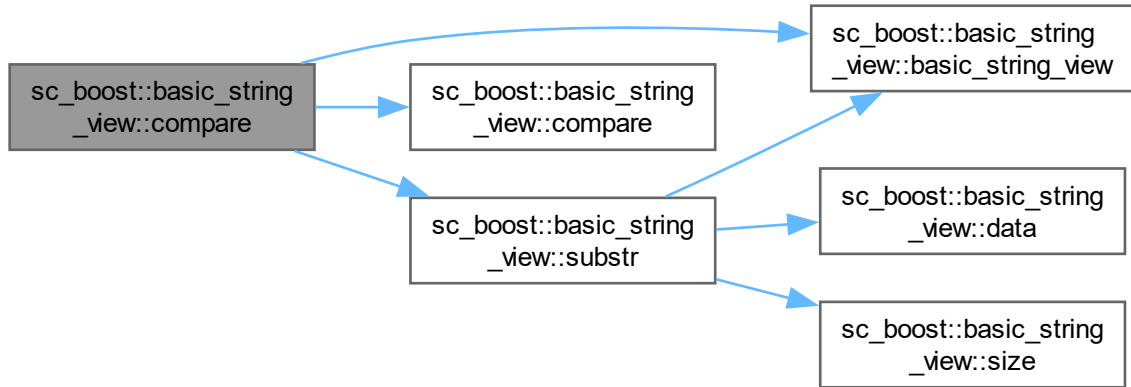 sc_boost::basic_string
_view::compare
sc_boost::basic_string
_view::compare
sc_boost::basic_string
_view::substr
sc_boost::basic_string
_view::basic_string_view
sc_boost::basic_string
_view::data
sc_boost::basic_string
_view::size